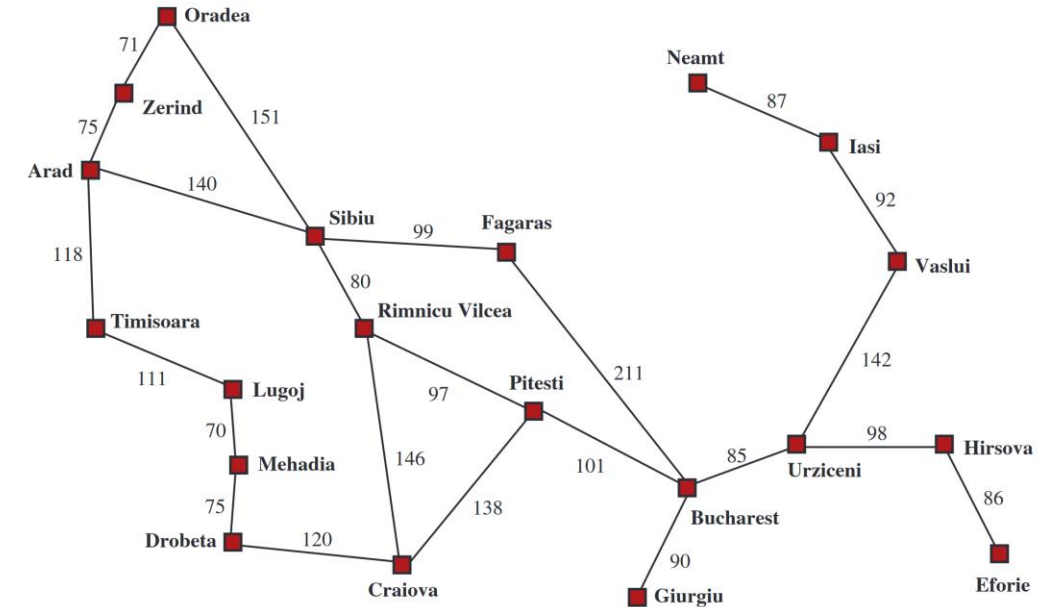 Oradea
71
Neamt
87
Zerind
151
75
Iasi
Arad
140
92
Sibiu
Fagaras
99
118
Vaslui
80
Timisoara
Rimnicu Vilcea
142
211
111
Pitesti
97
Lugoj
70
98
Hirsova
146
85
Mehadia
101
Urziceni
86
75
138
Bucharest
Drobeta
120
90
Eforie
Craiova
Giurgiu